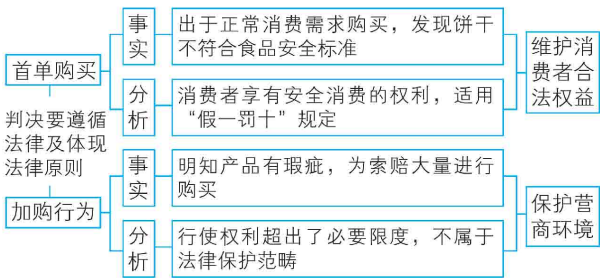 首单购买
事实
出于正常消费需求购买，发现饼干
不符合食品安全标准
分析
消费者享有安全消费的权利，适用
“假一罚十”规定
维护消
费者合
法权益
判决要遵循
法律及体现
法律原则
加购行为
事实
明知产品有瑕疵，为索赔大量进行
购买
分析
行使权利超出了必要限度，不属于
法律保护范畴
保护营
商环境